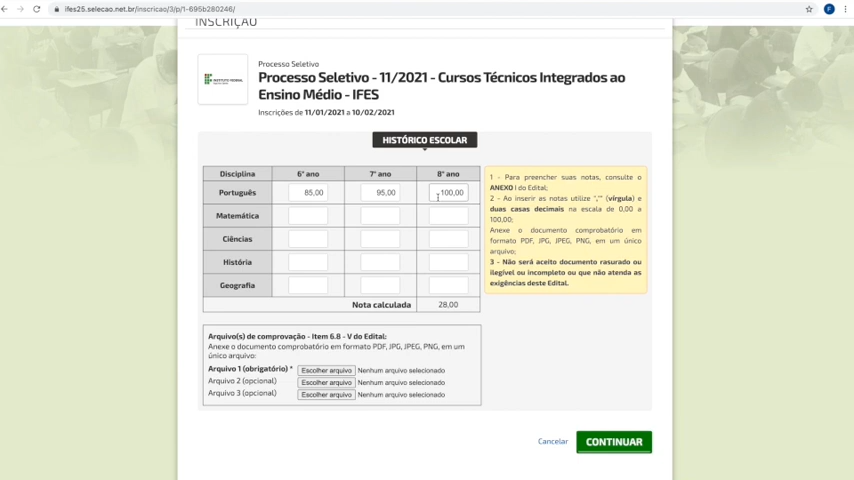 ifes25.selecao.net.br/inscricao/3/p/1-695b280246/
F
INSCRIÇÃO
INSTITUTO FEDERAL
Processo Seletivo
Processo Seletivo - 11/2021 - Cursos Técnicos Integrados ao
Ensino Médio - IFES
Inscrições de 11/01/2021 a 10/02/2021
HISTÓRICO ESCOLAR
Disciplina 6° ano 7° ano 8° ano
Português 85,00 95,00 100,00
Matemática
Ciências
História
Geografia
Nota calculada 28,00
1 - Para preencher suas notas, consulte o
ANEXO I do Edital;
2 - Ao inserir as notas utilize "," (vírgula) e
duas casas decimais na escala de 0,00 a
100,00;
Anexe o documento comprobatório em
formato PDF, JPG, JPEG, PNG, em um único
arquivo;
3 - Não será aceito documento rasurado ou
ilegível ou incompleto ou que não atenda as
exigências deste Edital.
Arquivo(s) de comprovação - Item 6.8 - V do Edital:
Anexe o documento comprobatório em formato PDF, JPG, JPEG, PNG, em um
único arquivo:
Arquivo 1 (obrigatório) * Escolher arquivo Nenhum arquivo selecionado
Arquivo 2 (opcional) Escolher arquivo Nenhum arquivo selecionado
Arquivo 3 (opcional) Escolher arquivo Nenhum arquivo selecionado
Cancelar CONTINUAR